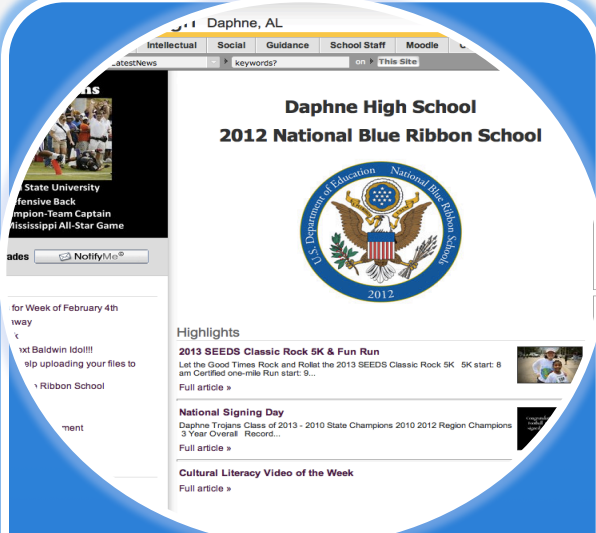 Daphne, AL
Intellectual Social Guidance School Staff Moodle
LatestNews keywords? on This Site
Daphne High School
2012 National Blue Ribbon School
State University
Defensive Back
Champion-Team Captain
Mississippi All-Star Game
U.S. Department of Education National Blue Ribbon Schools
2012
NotifyMe®
for Week of February 4th
Baldwin Idol!!!
uploading your files to
Ribbon School
Highlights
2013 SEEDS Classic Rock 5K & Fun Run
Let the Good Times Rock and Rollat the 2013 SEEDS Classic Rock 5K 5K start: 8
am Certified one-mile Run start: 9...
Full article »
National Signing Day
Daphne Trojans Class of 2013 - 2010 State Champions 2010 2012 Region Champions
3 Year Overall Record...
Full article »
Cultural Literacy Video of the Week
Full article »